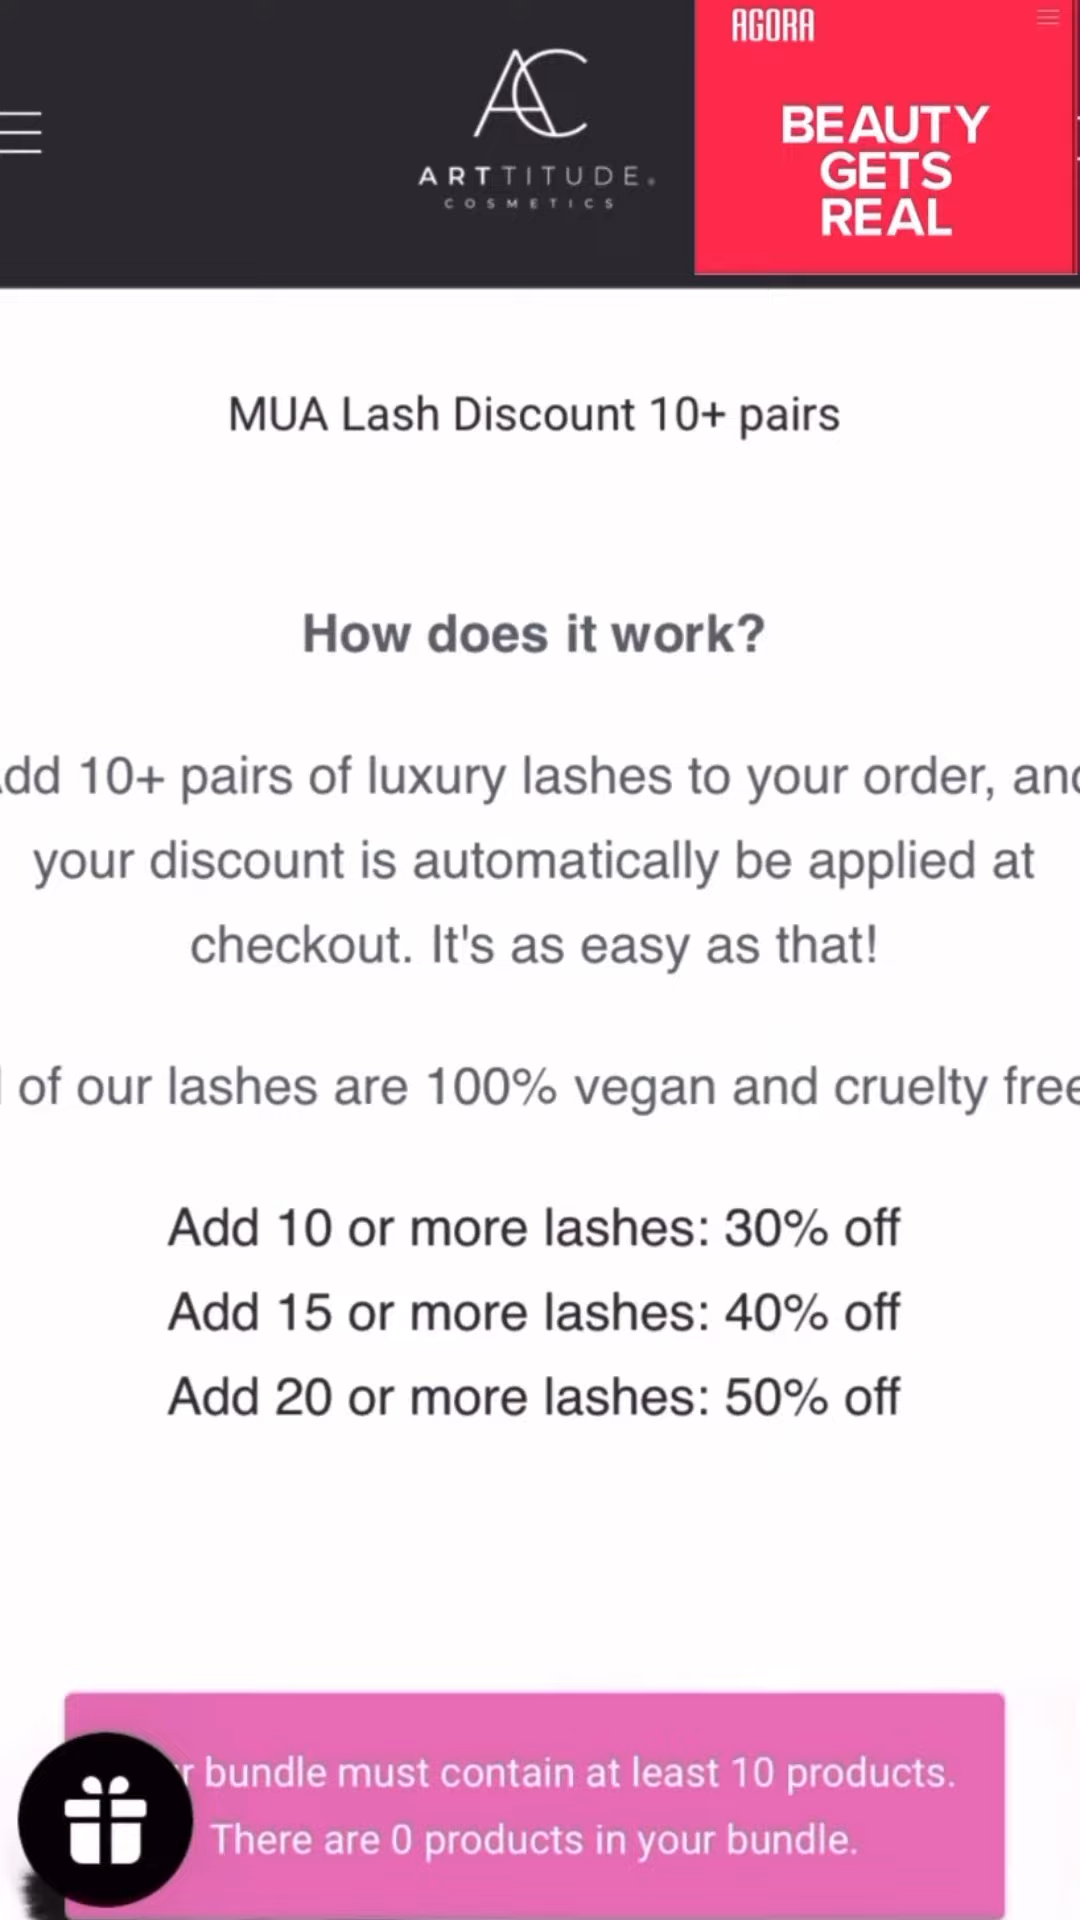 AGORA
BEAUTY
GETS
REAL
AC
ARTTITUDE®
COSMETICS
MUA Lash Discount 10+ pairs
How does it work?
dd 10+ pairs of luxury lashes to your order, and
your discount is automatically be applied at
checkout. It's as easy as that!
of our lashes are 100% vegan and cruelty free
Add 10 or more lashes: 30% off
Add 15 or more lashes: 40% off
Add 20 or more lashes: 50% off
r bundle must contain at least 10 products.
There are 0 products in your bundle.